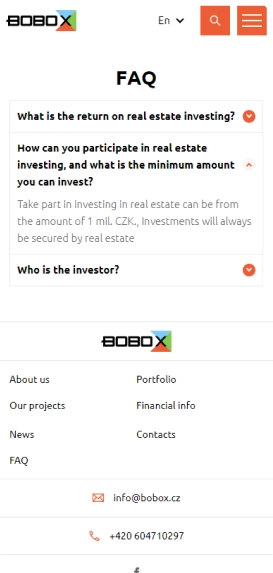 BOBOX
En
FAQ
What is the return on real estate investing?
How can you participate in real estate
investing, and what is the minimum amount
you can invest?
Take part in investing in real estate can be from
the amount of 1 mil. CZK., Investments will always
be secured by real estate
Who is the investor?
BOBOX
About us
Portfolio
Our projects
Financial info
News
Contacts
FAQ
info@bobox.cz
+420 604710297